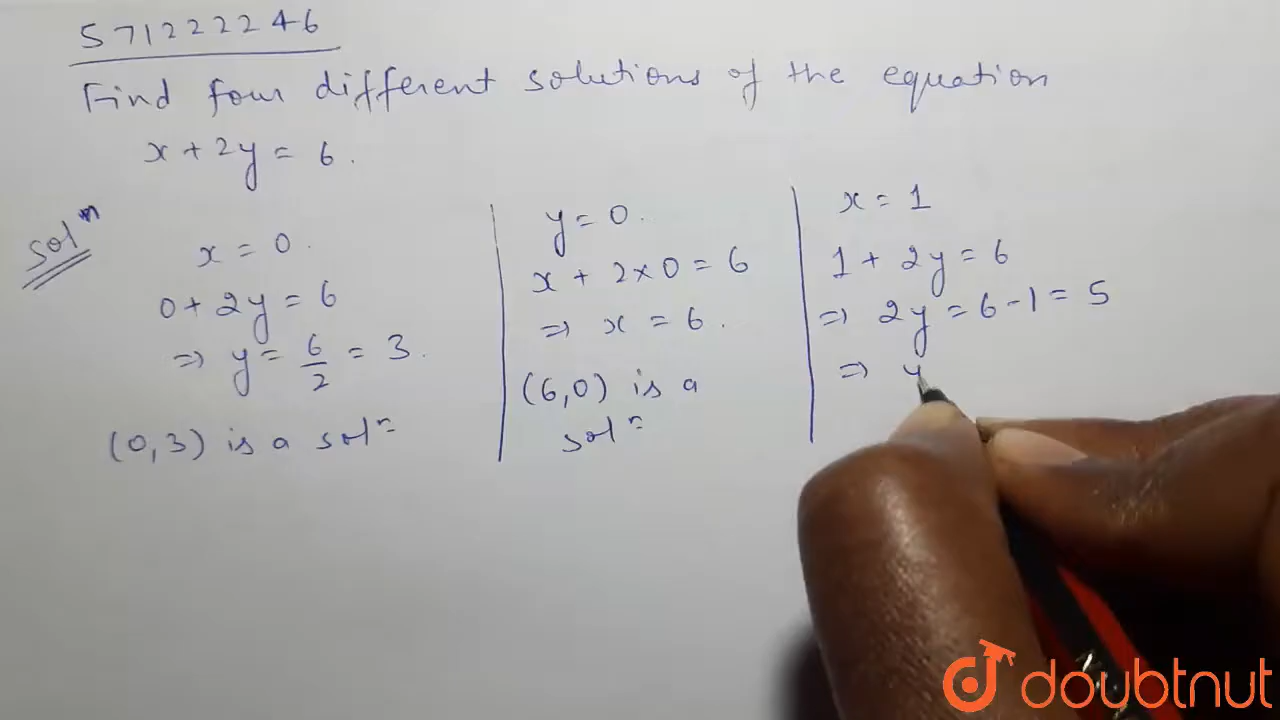 571222246
Find four different solutions of the equation
x + 2y = 6.
Solⁿ
x = 0.
0 + 2y = 6
⇒ y = 6/2 = 3.
(0,3) is a solⁿ
y = 0.
x + 2×0 = 6
⇒ x = 6.
(6,0) is a
solⁿ
x = 1
1 + 2y = 6
⇒ 2y = 6 - 1 = 5
⇒ y
doubtnut